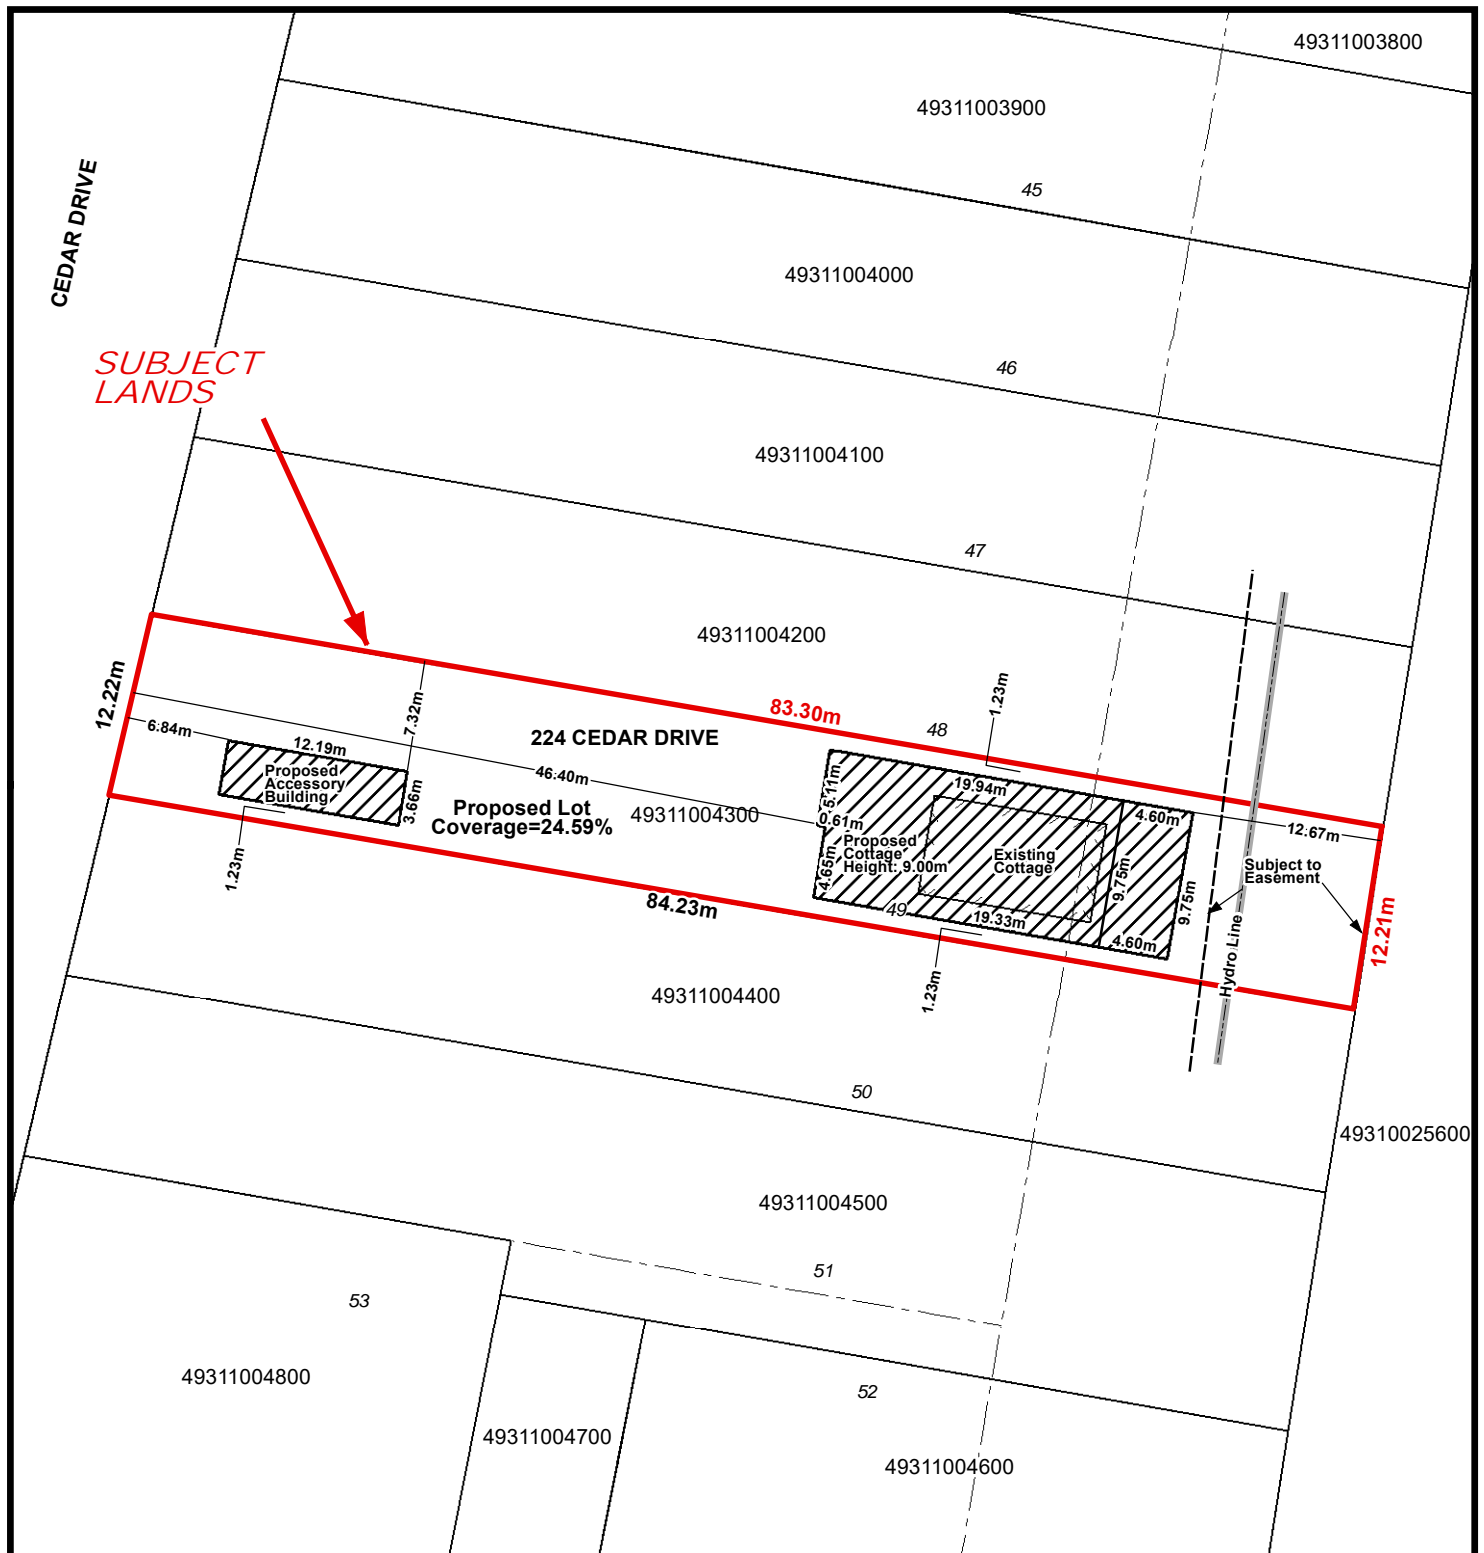 49311003800
49311003900
CEDAR DRIVE
45
49311004000
SUBJECT
LANDS
46
49311004100
47
49311004200
12.22m
83.30m
1.23m
48
7.32m
6.84m
12.19m
224 CEDAR DRIVE
46.40m
Proposed
Accessory
Building
3.66m
Proposed Lot
Coverage=24.59%
49311004300
5.11m
0.61m
4.65m
19.94m
4.60m
12.67m
Proposed
Cottage
Height: 9.00m
Existing
Cottage
9.75m
9.75m
Subject to
Easement
1.23m
84.23m
49
19.33m
4.60m
Hydro Line
12.21m
1.23m
49311004400
50
49310025600
49311004500
51
53
49311004800
52
49311004700
49311004600